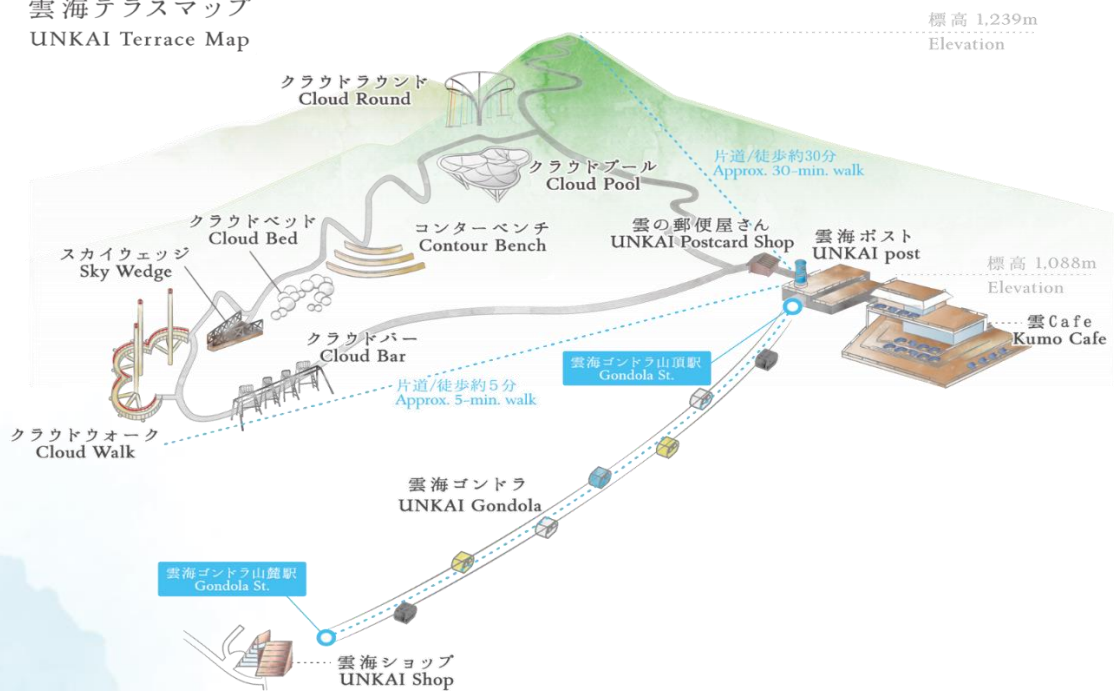 雲海テラスマップ
UNKAI Terrace Map
標高 1,239m
Elevation
クラウドラウンド
Cloud Round
片道/徒歩約30分
Approx. 30-min. walk
クラウドプール
Cloud Pool
クラウドベッド
Cloud Bed
コンターベンチ
Contour Bench
雲の郵便屋さん
UNKAI Postcard Shop
雲海ポスト
UNKAI post
スカイウェッジ
Sky Wedge
標高 1,088m
Elevation
雲Cafe
Kumo Cafe
クラウドバー
Cloud Bar
雲海ゴンドラ山頂駅
Gondola St.
片道/徒歩約5分
Approx. 5-min. walk
クラウドウォーク
Cloud Walk
雲海ゴンドラ
UNKAI Gondola
雲海ゴンドラ山麓駅
Gondola St.
雲海ショップ
UNKAI Shop